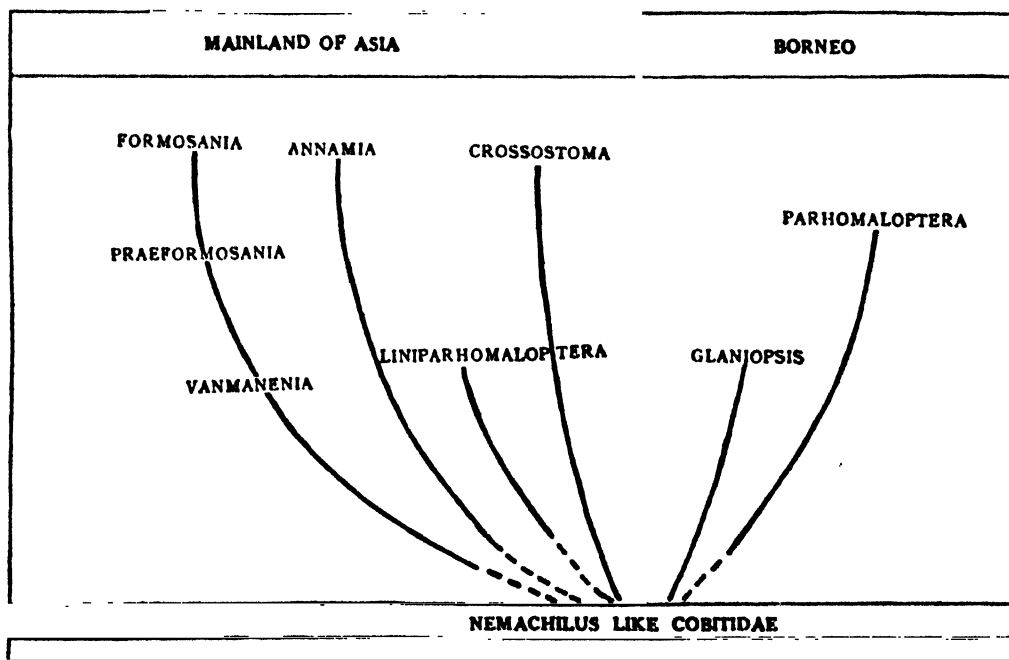 MAINLAND OF ASIA BORNEO
FORMOSANIA ANNAMIA CROSSOSTOMA
PARHOMALOPTERA
PRAEFORMOSANIA
LINIPARHOMALOPTERA GLANIOPSIS
VANMANENIA
NEMACHILUS LIKE COBITIDAE